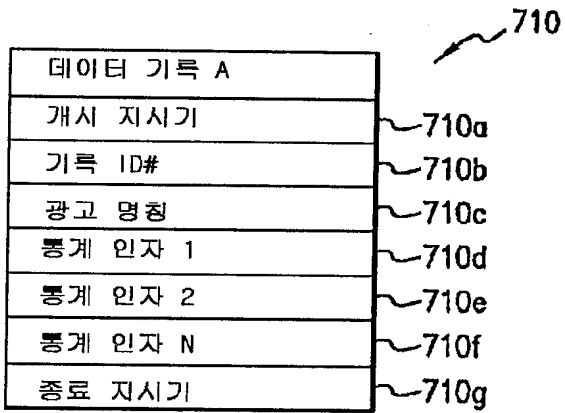 710
데이터 기록 A
개시 지시기 710a
기록 ID# 710b
광고 명칭 710c
통계 인자 1 710d
통계 인자 2 710e
통계 인자 N 710f
종료 지시기 710g